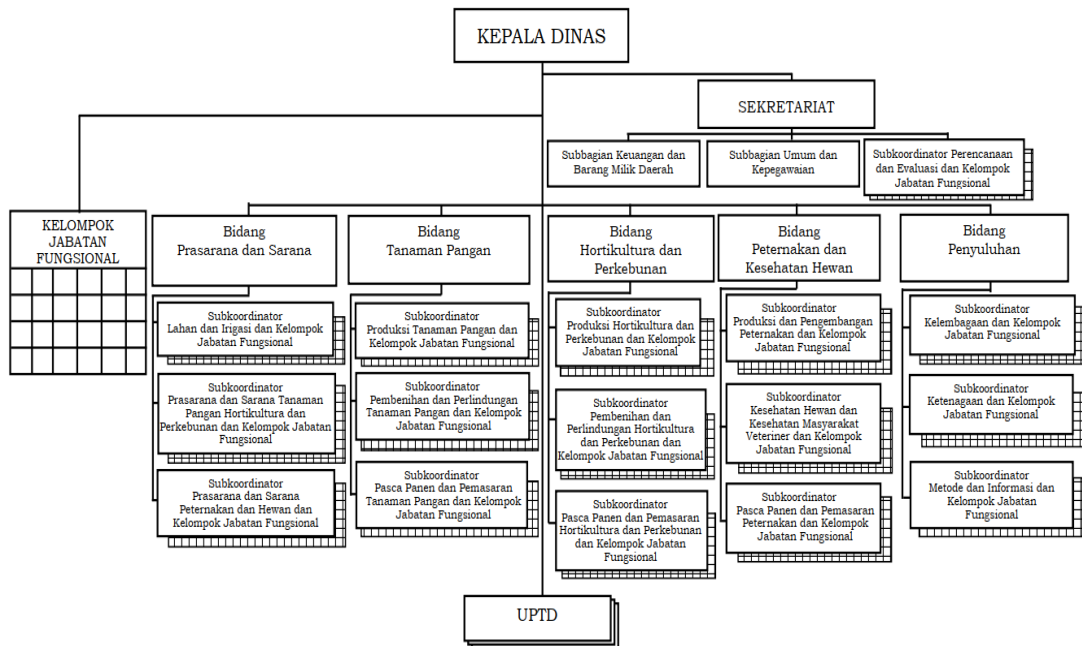 KEPALA DINAS
SEKRETARIAT
Subbagian Keuangan dan
Barang Milik Daerah
Subbagian Umum dan
Kepegawaian
Subkoordinator Perencanaan
dan Evaluasi dan Kelompok
Jabatan Fungsional
KELOMPOK
JABATAN
FUNGSIONAL
Bidang
Prasarana dan Sarana
Subkoordinator
Lahan dan Irigasi dan Kelompok
Jabatan Fungsional
Subkoordinator
Prasarana dan Sarana Tanaman
Pangan Hortikultura dan
Perkebunan dan Kelompok Jabatan
Fungsional
Subkoordinator
Prasarana dan Sarana
Peternakan dan Hewan dan
Kelompok Jabatan Fungsional
Bidang
Tanaman Pangan
Subkoordinator
Produksi Tanaman Pangan dan
Kelompok Jabatan Fungsional
Subkoordinator
Pembenihan dan Perlindungan
Tanaman Pangan dan Kelompok
Jabatan Fungsional
Subkoordinator
Pasca Panen dan Pemasaran
Tanaman Pangan dan Kelompok
Jabatan Fungsional
Bidang
Hortikultura dan
Perkebunan
Subkoordinator
Produksi Hortikultura dan
Perkebunan dan Kelompok
Jabatan Fungsional
Subkoordinator
Pembenihan dan
Perlindungan Hortikultura
dan Perkebunan dan
Kelompok Jabatan Fungsional
Subkoordinator
Pasca Panen dan Pemasaran
Hortikultura dan Perkebunan
dan Kelompok Jabatan
Fungsional
Bidang
Peternakan dan
Kesehatan Hewan
Subkoordinator
Produksi dan Pengembangan
Peternakan dan Kelompok
Jabatan Fungsional
Subkoordinator
Kesehatan Hewan dan
Kesehatan Masyarakat
Veteriner dan Kelompok
Jabatan Fungsional
Subkoordinator
Pasca Panen dan Pemasaran
Peternakan dan Kelompok
Jabatan Fungsional
Bidang
Penyuluhan
Subkoordinator
Kelembagaan dan Kelompok
Jabatan Fungsional
Subkoordinator
Ketenagaan dan Kelompok
Jabatan Fungsional
Subkoordinator
Metode dan Informasi dan
Kelompok Jabatan
Fungsional
UPTD